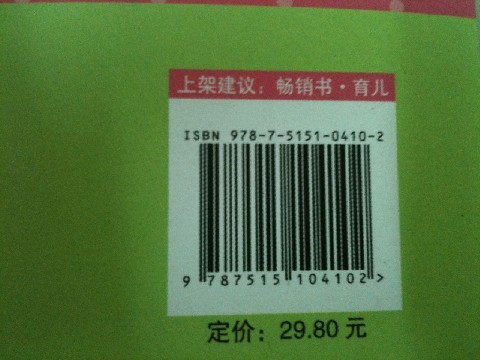 上架建议：畅销书·育儿
ISBN 978-7-5151-0410-2
9 787515 104102 >
定价：29.80 元